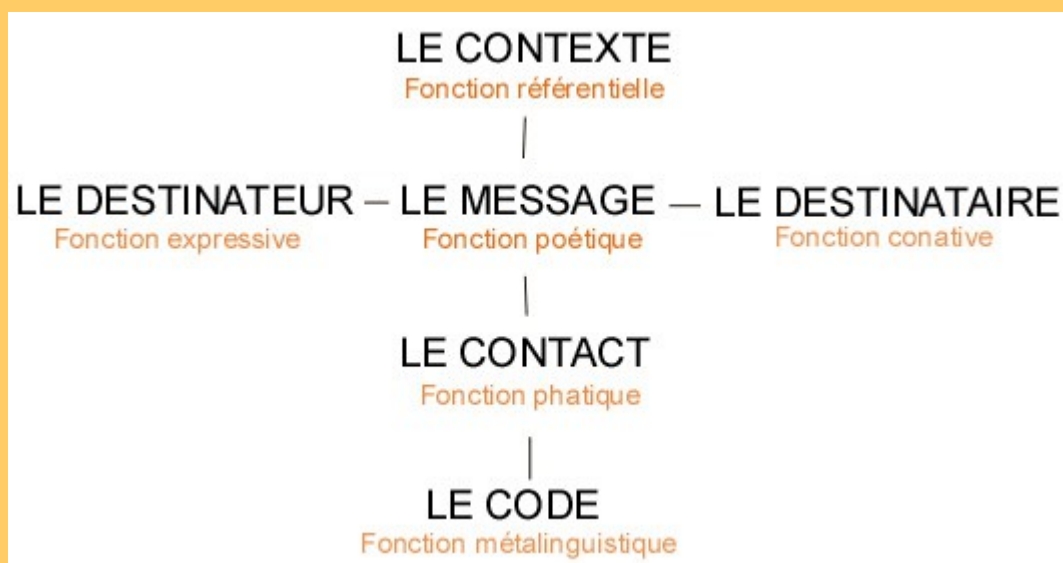 LE CONTEXTE
Fonction référentielle
LE DESTINATEUR – LE MESSAGE — LE DESTINATAIRE
Fonction expressive Fonction poétique Fonction conative
LE CONTACT
Fonction phatique
LE CODE
Fonction métalinguistique